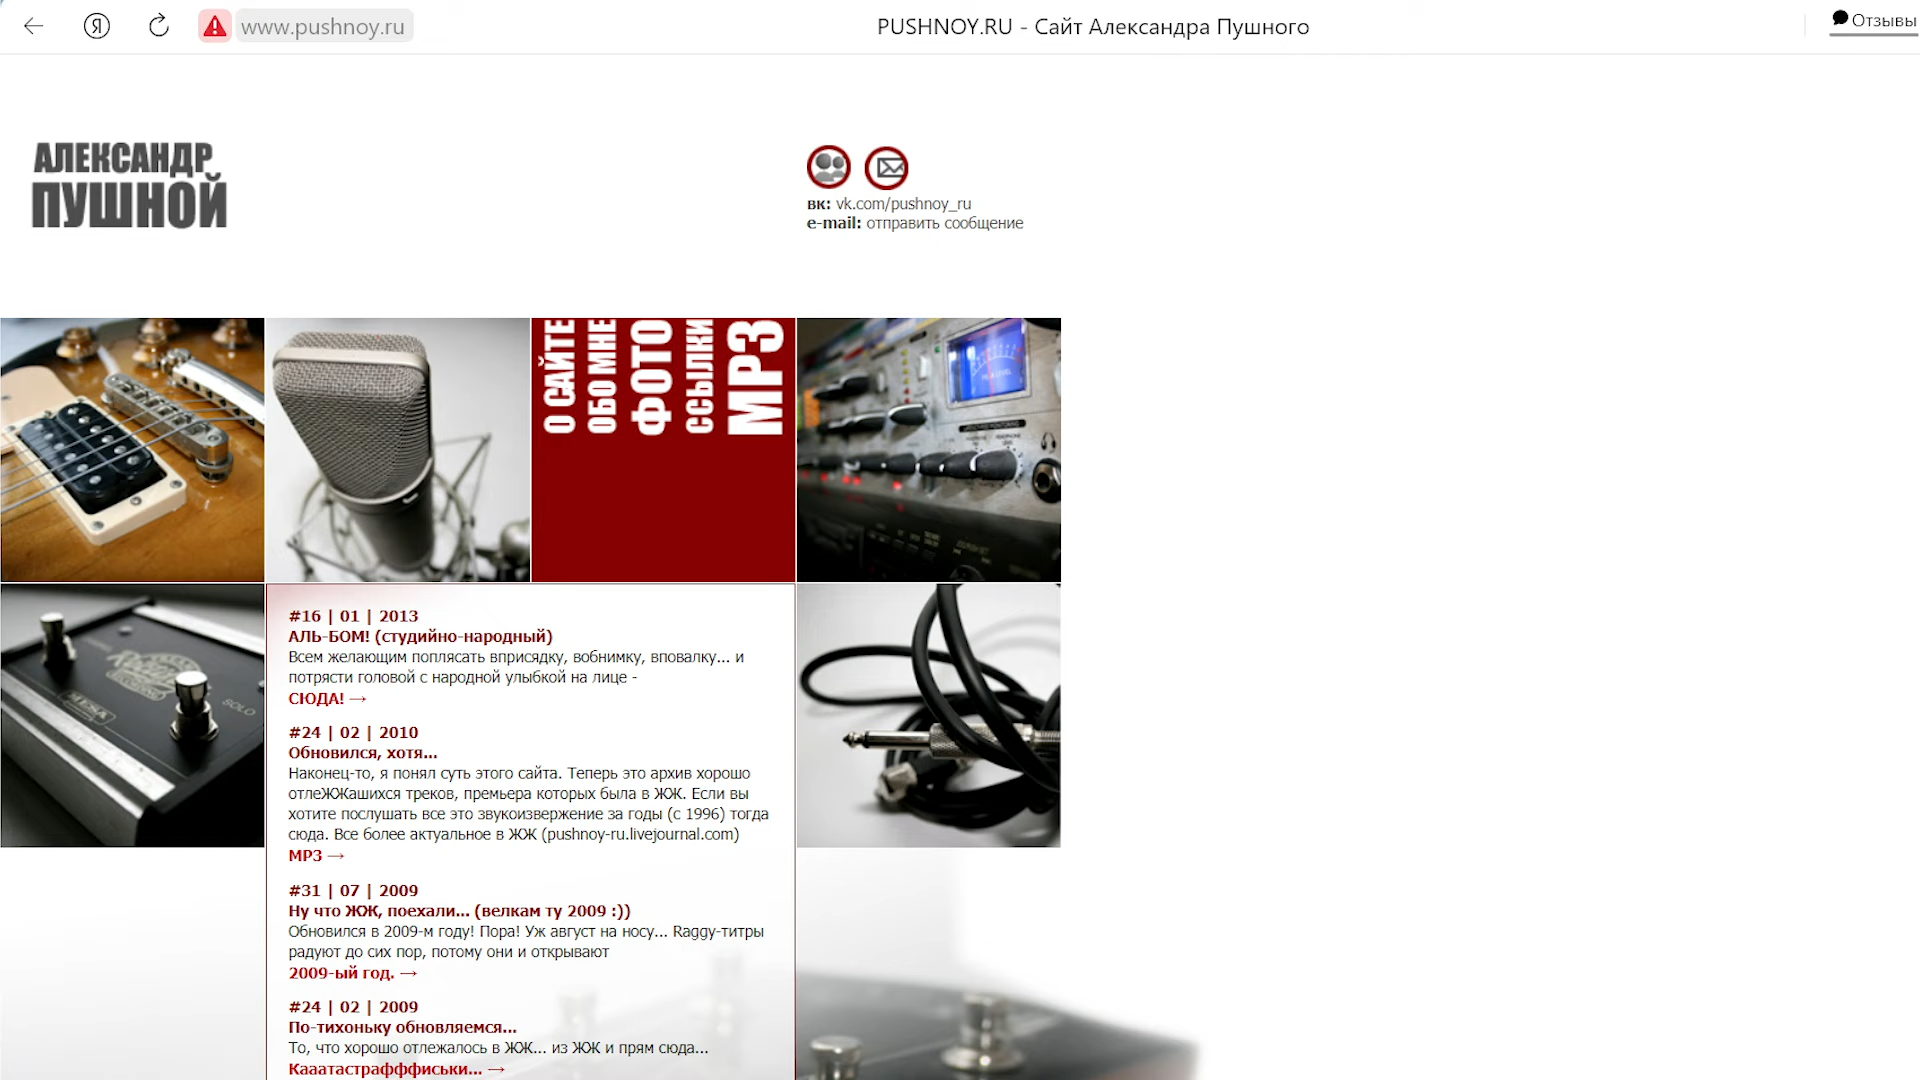 Я
www.pushnoy.ru
PUSHNOY.RU - Сайт Александра Пушного
Отзывы
АЛЕКСАНДР
ПУШНОЙ
вк: vk.com/pushnoy_ru
e-mail: отправить сообщение
О САЙТЕ
ОБО МНЕ
ФОТО
ССЫЛКИ
MP3
MESA
SOLO
#16 | 01 | 2013
АЛЬ-БОМ! (студийно-народный)
Всем желающим поплясать вприсядку, вобнимку, вповалку... и
потрясти головой с народной улыбкой на лице -
СЮДА! →
#24 | 02 | 2010
Обновился, хотя...
Наконец-то, я понял суть этого сайта. Теперь это архив хорошо
отлеЖЖашихся треков, премьера которых была в ЖЖ. Если вы
хотите послушать все это звукоизвержение за годы (с 1996) тогда
сюда. Все более актуальное в ЖЖ (pushnoy-ru.livejournal.com)
MP3 →
#31 | 07 | 2009
Ну что ЖЖ, поехали... (велкам ту 2009 :))
Обновился в 2009-м году! Пора! Уж август на носу... Raggy-титры
радуют до сих пор, потому они и открывают
2009-ый год. →
#24 | 02 | 2009
По-тихоньку обновляемся...
То, что хорошо отлежалось в ЖЖ... из ЖЖ и прям сюда...
Кааатастрафффиськи... →